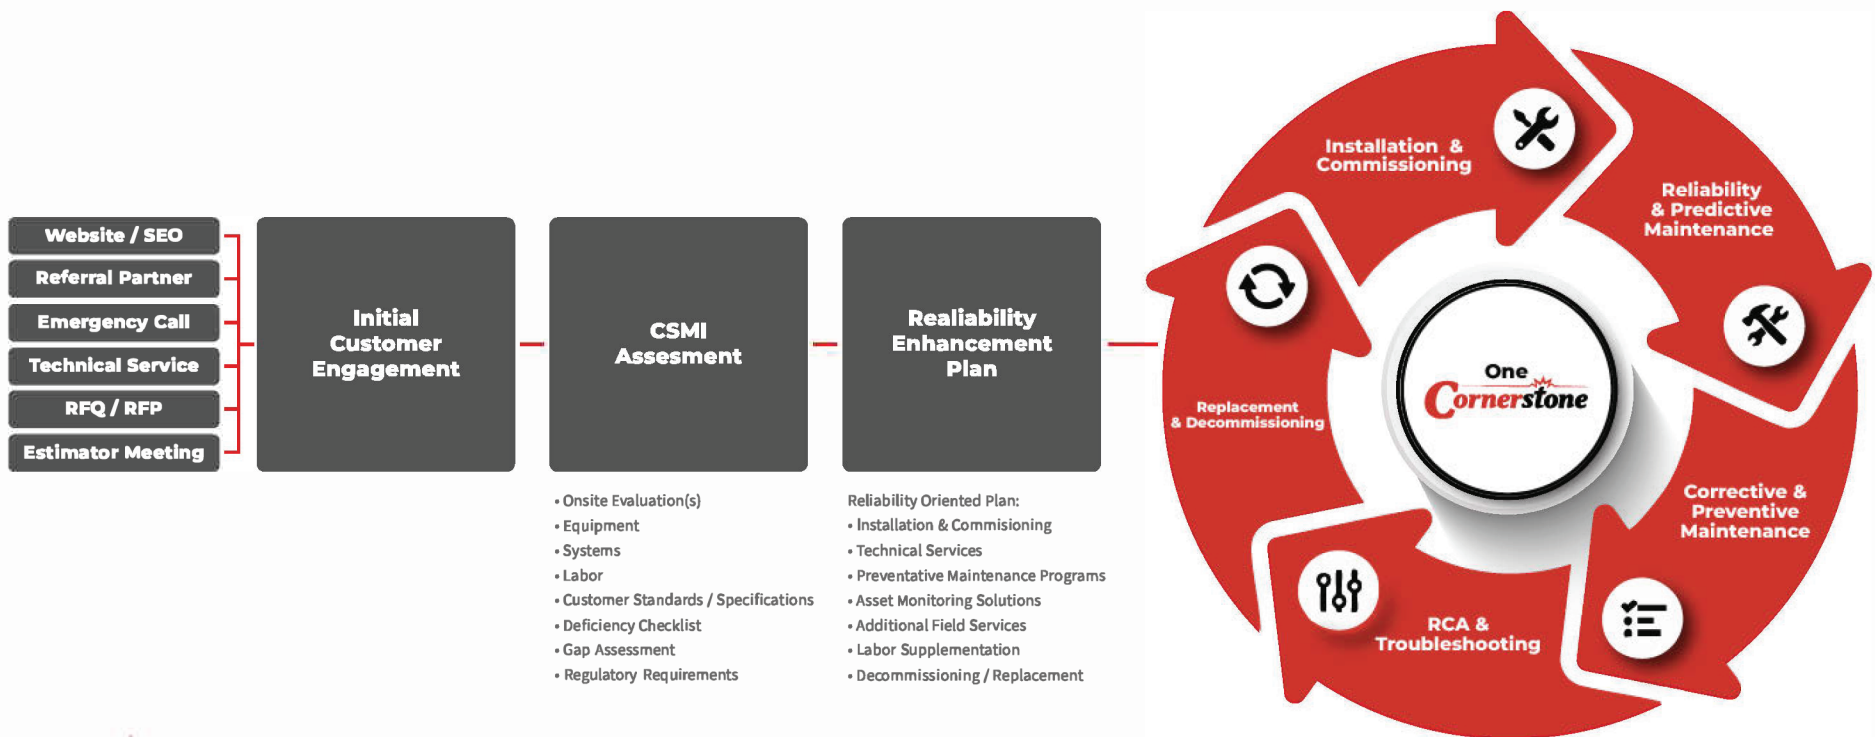 Website / SEO
Referral Partner
Emergency Call
Technical Service
RFQ / RFP
Estimator Meeting
Initial
Customer
Engagement
CSMI
Assesment
• Onsite Evaluation(s)
• Equipment
• Systems
• Labor
• Customer Standards / Specifications
• Deficiency Checklist
• Gap Assessment
• Regulatory Requirements
Realiability
Enhancement
Plan
Reliability Oriented Plan:
• Installation & Commisioning
• Technical Services
• Preventative Maintenance Programs
• Asset Monitoring Solutions
• Additional Field Services
• Labor Supplementation
• Decommissioning / Replacement
Installation &
Commissioning
Reliability
& Predictive
Maintenance
Corrective &
Preventive
Maintenance
RCA &
Troubleshooting
Replacement
& Decommissioning
One
Cornerstone